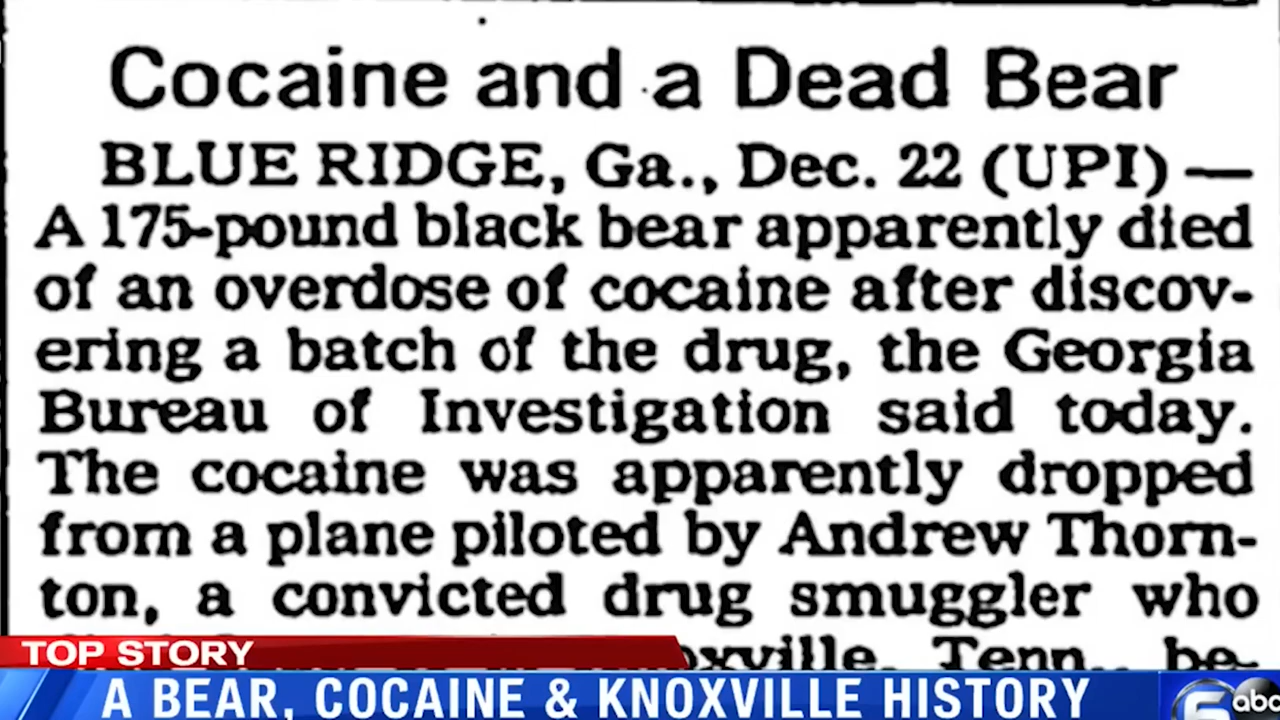 Cocaine and a Dead Bear
BLUE RIDGE, Ga., Dec. 22 (UPI) —
A 175-pound black bear apparently died
of an overdose of cocaine after discov-
ering a batch of the drug, the Georgia
Bureau of Investigation said today.
The cocaine was apparently dropped
from a plane piloted by Andrew Thorn-
ton, a convicted drug smuggler who
Tenn., be-
TOP STORY
A BEAR, COCAINE & KNOXVILLE HISTORY
6 abc